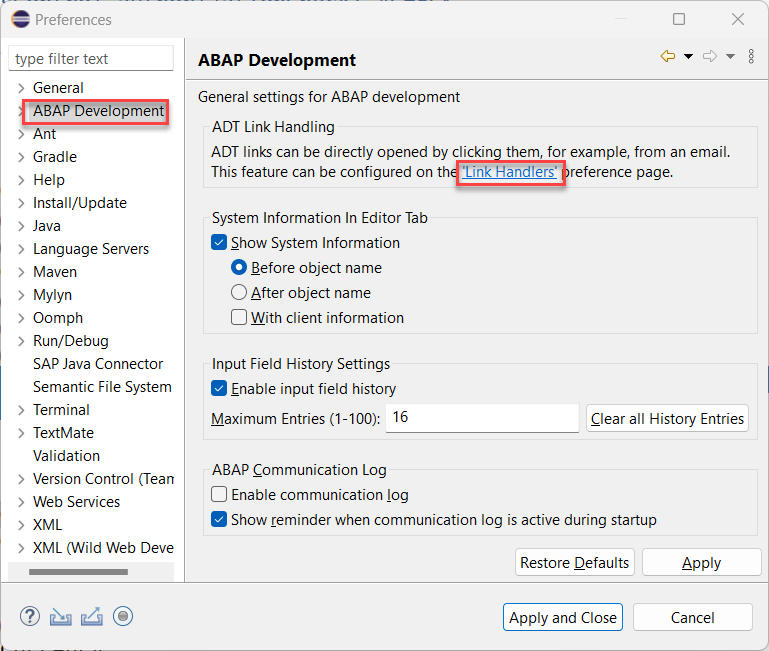 Preferences
type filter text
General
ABAP Development
Ant
Gradle
Help
Install/Update
Java
Language Servers
Maven
Mylyn
Oomph
Run/Debug
SAP Java Connector
Semantic File System
Terminal
TextMate
Validation
Version Control (Team
Web Services
XML
XML (Wild Web Deve
ABAP Development
General settings for ABAP development
ADT Link Handling
ADT links can be directly opened by clicking them, for example, from an email.
This feature can be configured on the 'Link Handlers' preference page.
System Information In Editor Tab
Show System Information
Before object name
After object name
With client information
Input Field History Settings
Enable input field history
Maximum Entries (1-100): 16 Clear all History Entries
ABAP Communication Log
Enable communication log
Show reminder when communication log is active during startup
Restore Defaults Apply
Apply and Close Cancel